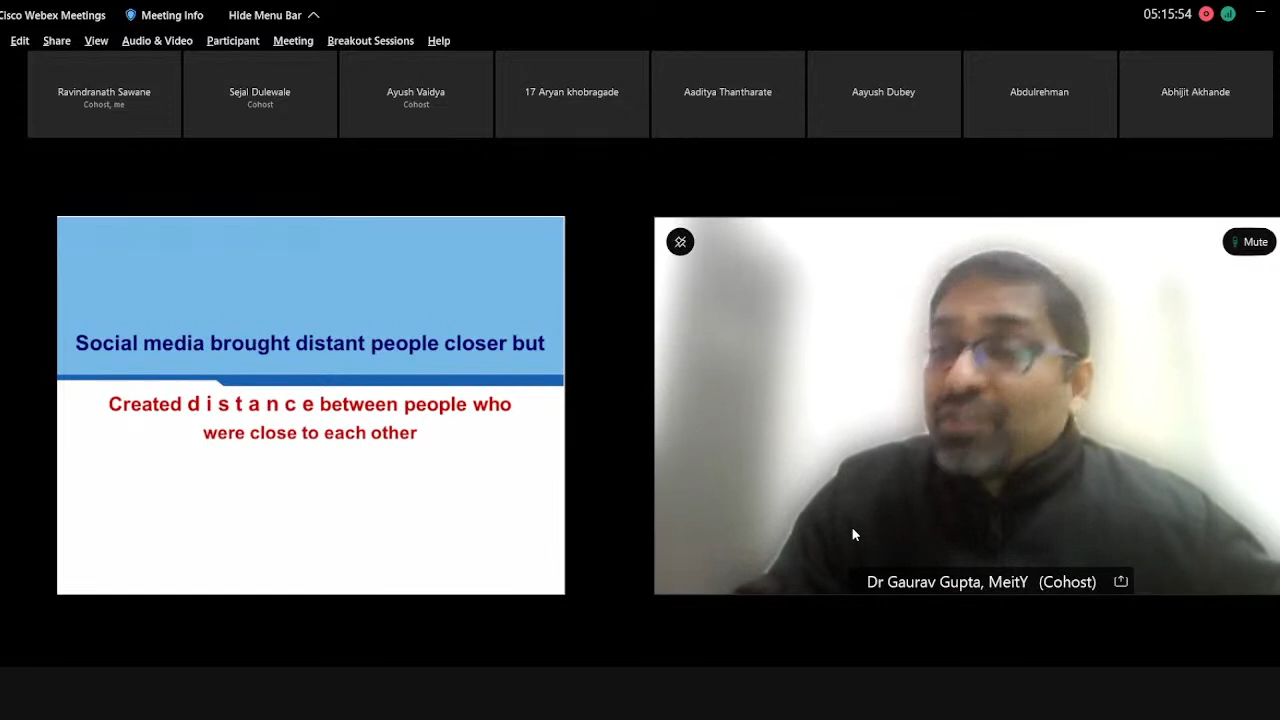 Cisco Webex Meetings Meeting Info Hide Menu Bar 05:15:54
Edit Share View Audio & Video Participant Meeting Breakout Sessions Help
Ravindranath Sawane
Cohost, me
Sejal Dulewale
Cohost
Ayush Vaidya
Cohost
17 Aryan khobragade
Aaditya Thantharate
Aayush Dubey
Abdulrehman
Abhijit Akhande
Mute
Social media brought distant people closer but
Created d i s t a n c e between people who
were close to each other
Dr Gaurav Gupta, MeitY (Cohost)